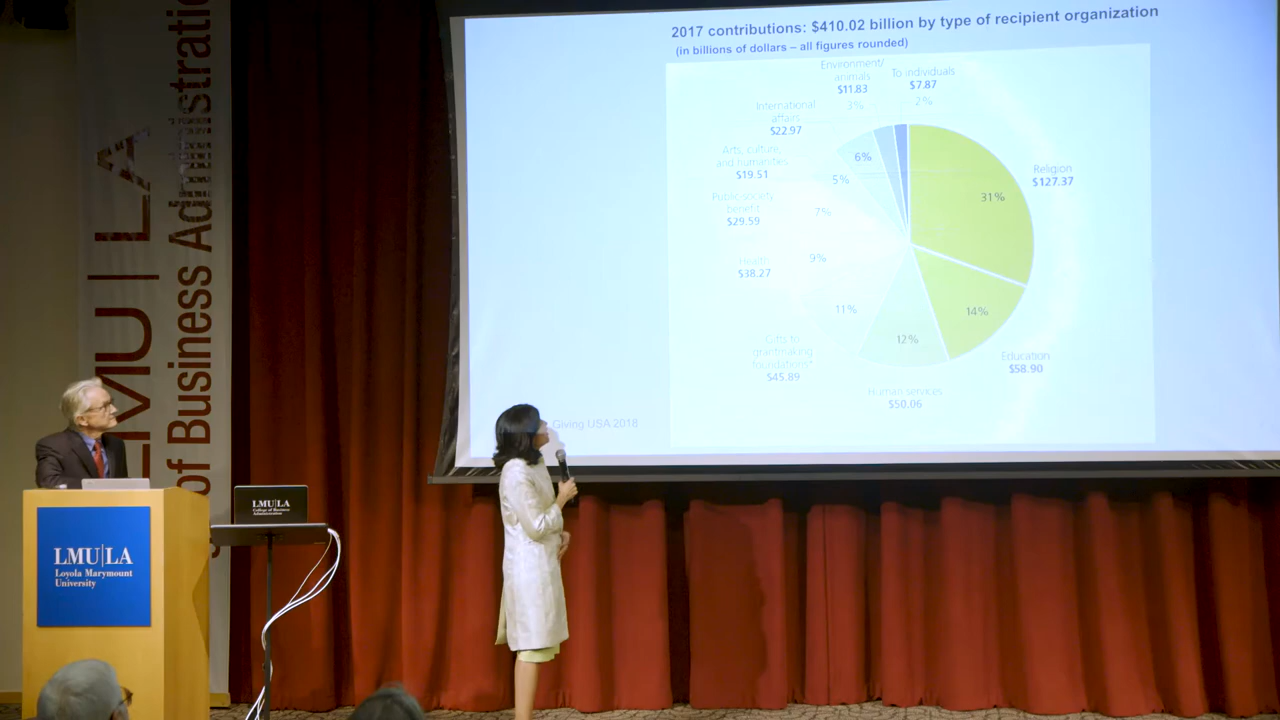 LMU | LA
of Business Administratio
2017 contributions: $410.02 billion by type of recipient organization
(in billions of dollars – all figures rounded)
Environment/
animals
$11.83
3%
To individuals
$7.87
2%
International
affairs
$22.97
6%
Arts, culture,
and humanities
$19.51
5%
Public-society
benefit
$29.59
7%
Health
$38.27
9%
Gifts to
grantmaking
foundations*
$45.89
11%
Human services
$50.06
12%
Education
$58.90
14%
Religion
$127.37
31%
Giving USA 2018
LMU|LA
Loyola Marymount
University
LMU|LA
College of Business
Administration